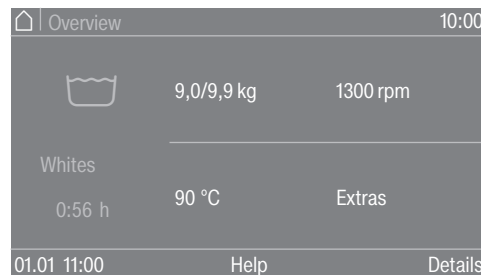 Overview 10:00
9,0/9,9 kg 1300 rpm
Whites
0:56 h
90 °C Extras
01.01 11:00 Help Details